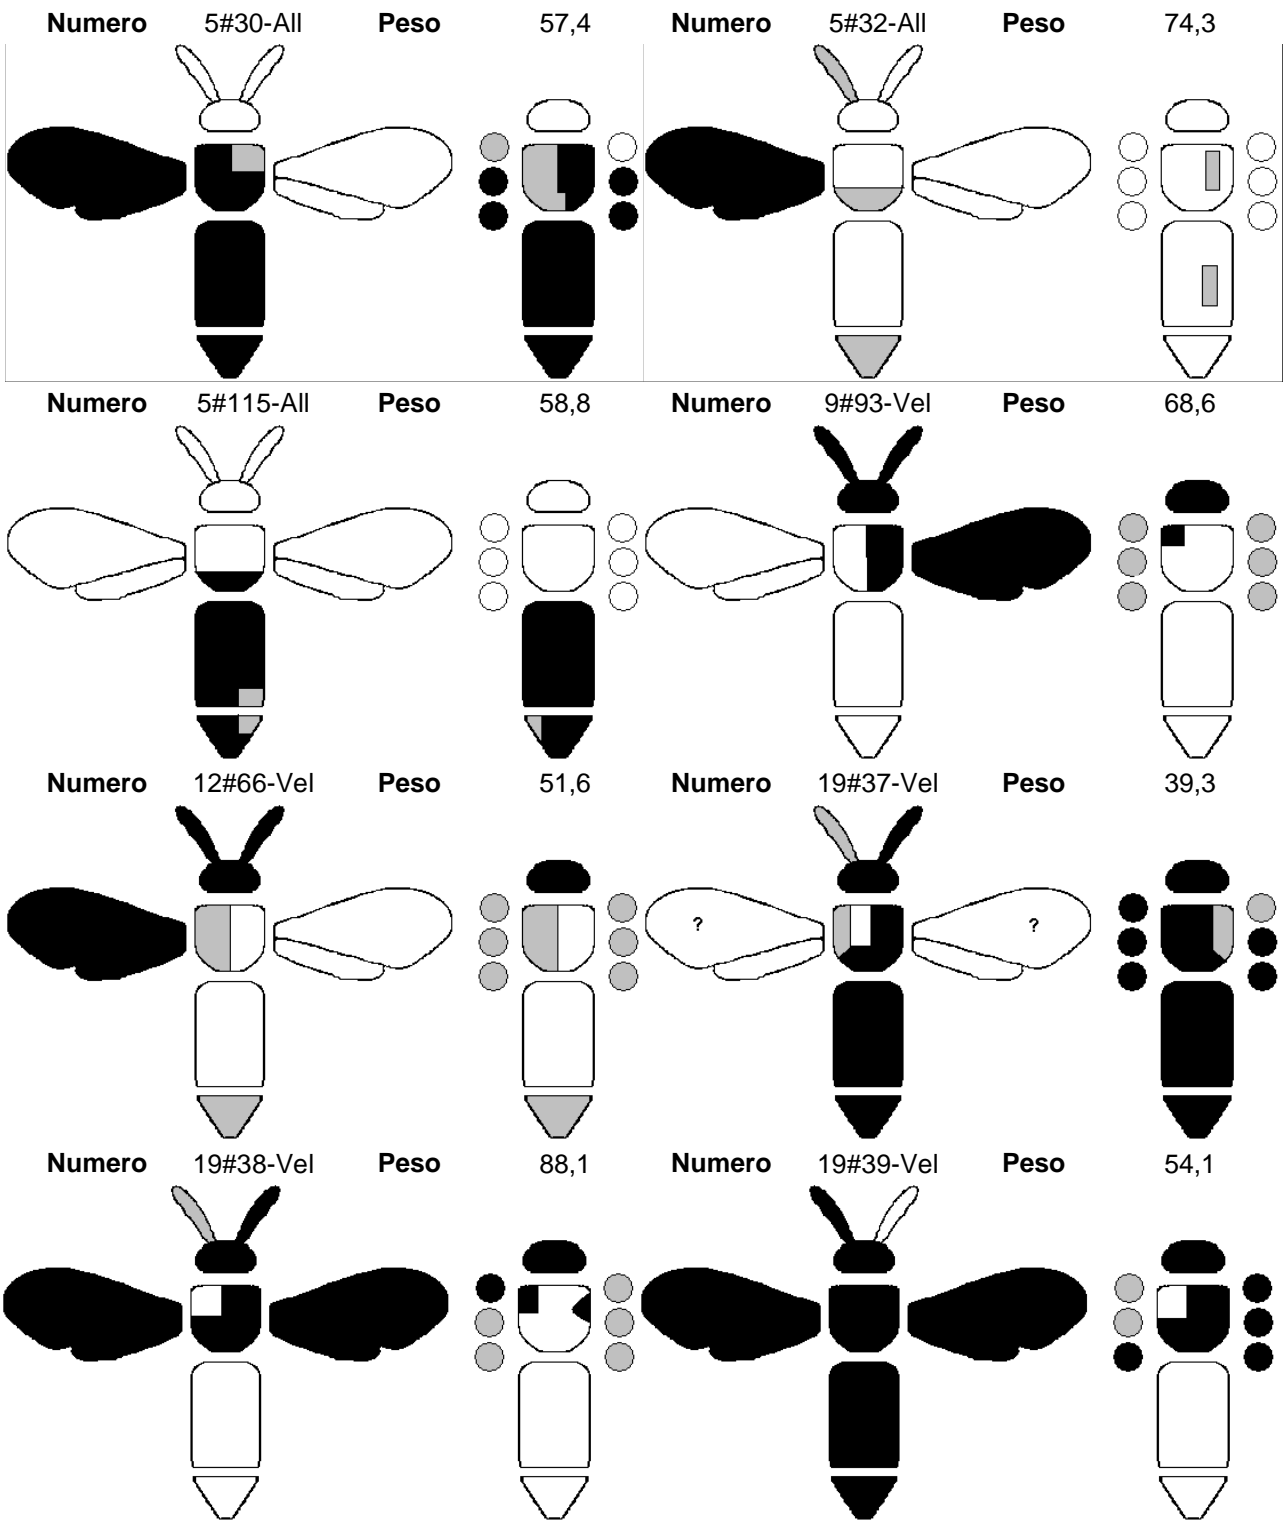 Numero 5#30-All Peso 57,4 Numero 5#32-All Peso 74,3
Numero 5#115-All Peso 58,8 Numero 9#93-Vel Peso 68,6
Numero 12#66-Vel Peso 51,6 Numero 19#37-Vel Peso 39,3
? ?
Numero 19#38-Vel Peso 88,1 Numero 19#39-Vel Peso 54,1